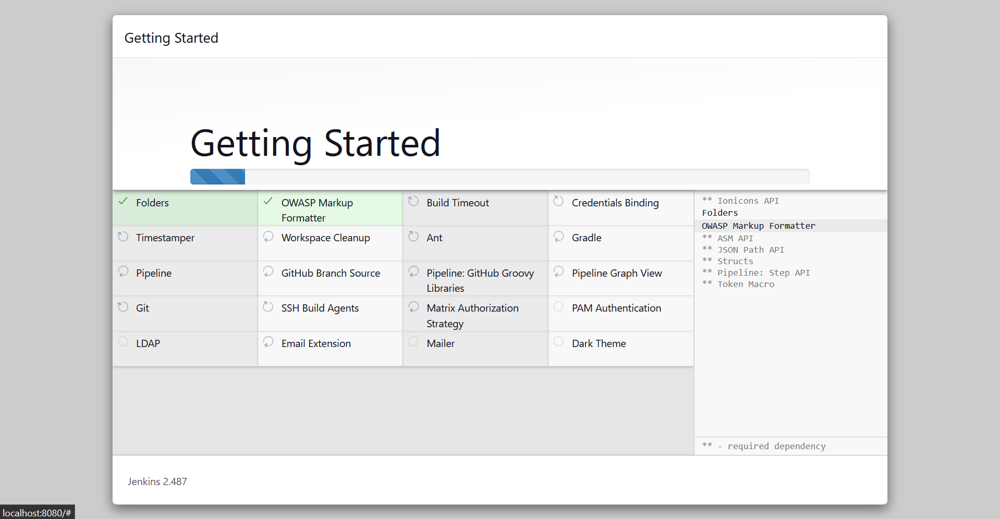 Getting Started
Getting Started
Folders
OWASP Markup
Formatter
Build Timeout
Credentials Binding
Timestamper
Workspace Cleanup
Ant
Gradle
Pipeline
GitHub Branch Source
Pipeline: GitHub Groovy
Libraries
Pipeline Graph View
Git
SSH Build Agents
Matrix Authorization
Strategy
PAM Authentication
LDAP
Email Extension
Mailer
Dark Theme
** Ionicons API
Folders
OWASP Markup Formatter
** ASM API
** JSON Path API
** Structs
** Pipeline: Step API
** Token Macro
** - required dependency
Jenkins 2.487
localhost:8080/#